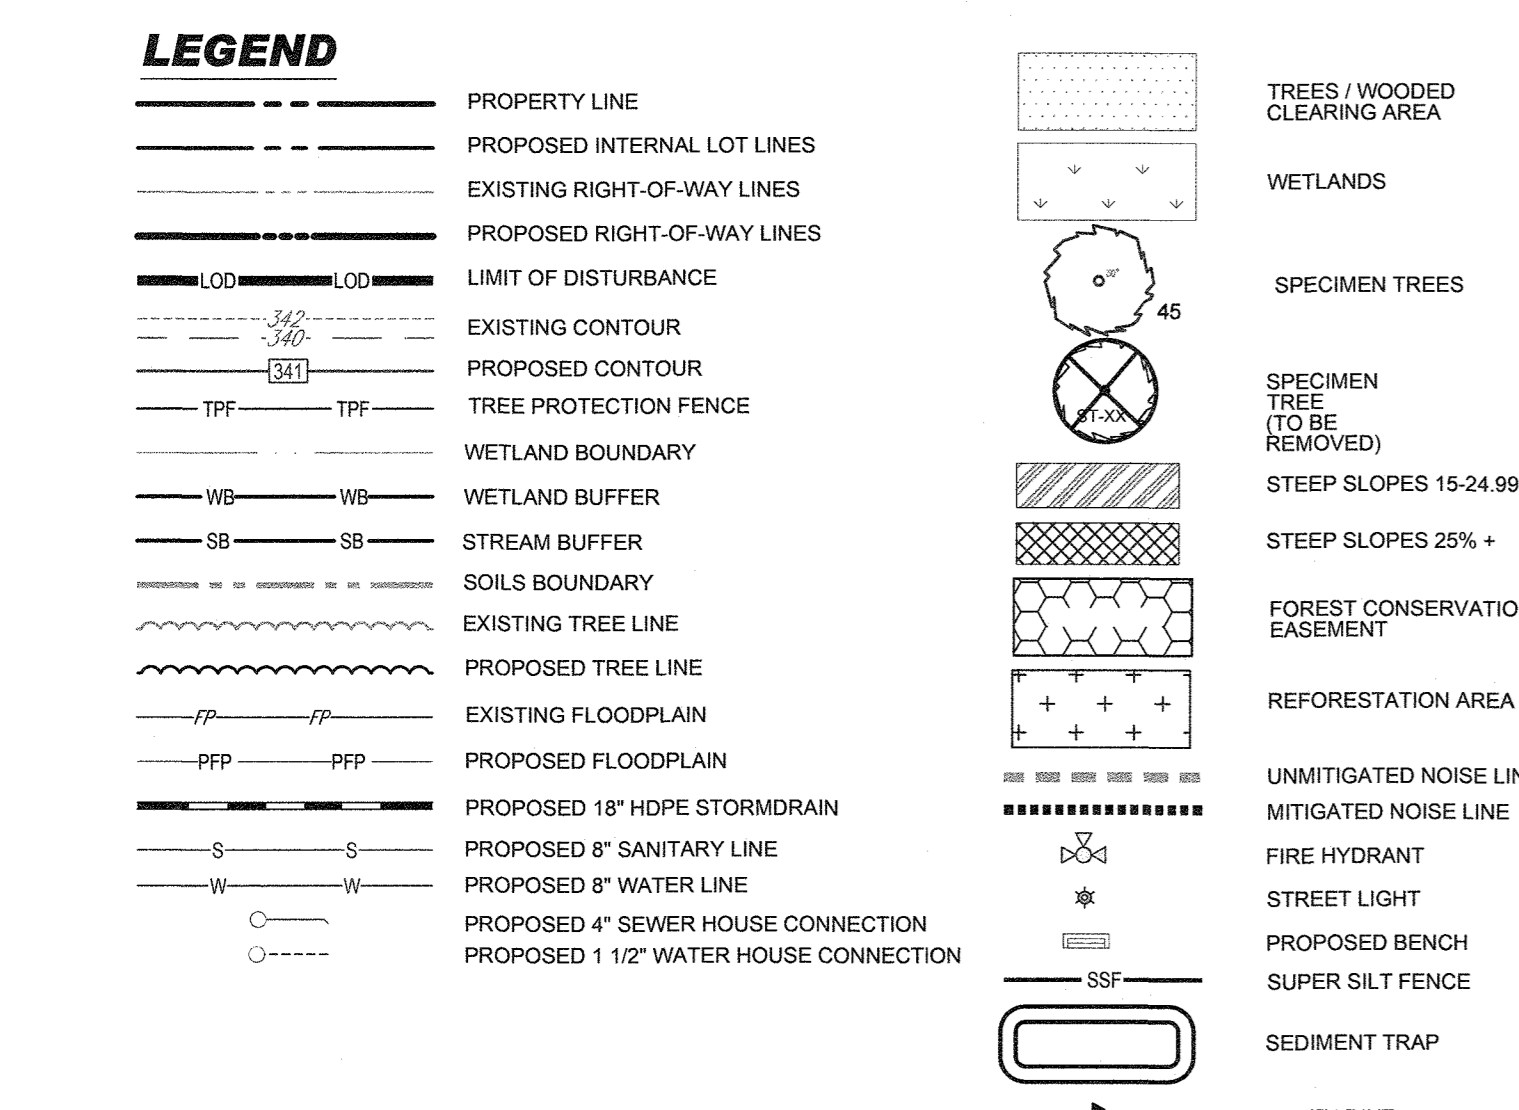 LEGEND
PROPERTY LINE
PROPOSED INTERNAL LOT LINES
EXISTING RIGHT-OF-WAY LINES
PROPOSED RIGHT-OF-WAY LINES
LOD LOD LIMIT OF DISTURBANCE
342
340
EXISTING CONTOUR
341 PROPOSED CONTOUR
TPF TPF TREE PROTECTION FENCE
WETLAND BOUNDARY
WB WB WETLAND BUFFER
SB SB STREAM BUFFER
SOILS BOUNDARY
EXISTING TREE LINE
PROPOSED TREE LINE
FP FP EXISTING FLOODPLAIN
PFP PFP PROPOSED FLOODPLAIN
PROPOSED 18" HDPE STORMDRAIN
S S PROPOSED 8" SANITARY LINE
W W PROPOSED 8" WATER LINE
PROPOSED 4" SEWER HOUSE CONNECTION
PROPOSED 1 1/2" WATER HOUSE CONNECTION
TREES / WOODED
CLEARING AREA
WETLANDS
30"
45
SPECIMEN TREES
ST-XX
SPECIMEN
TREE
(TO BE
REMOVED)
STEEP SLOPES 15-24.99
STEEP SLOPES 25% +
FOREST CONSERVATIO
EASEMENT
REFORESTATION AREA
UNMITIGATED NOISE LIN
MITIGATED NOISE LINE
FIRE HYDRANT
STREET LIGHT
PROPOSED BENCH
SSF SUPER SILT FENCE
SEDIMENT TRAP